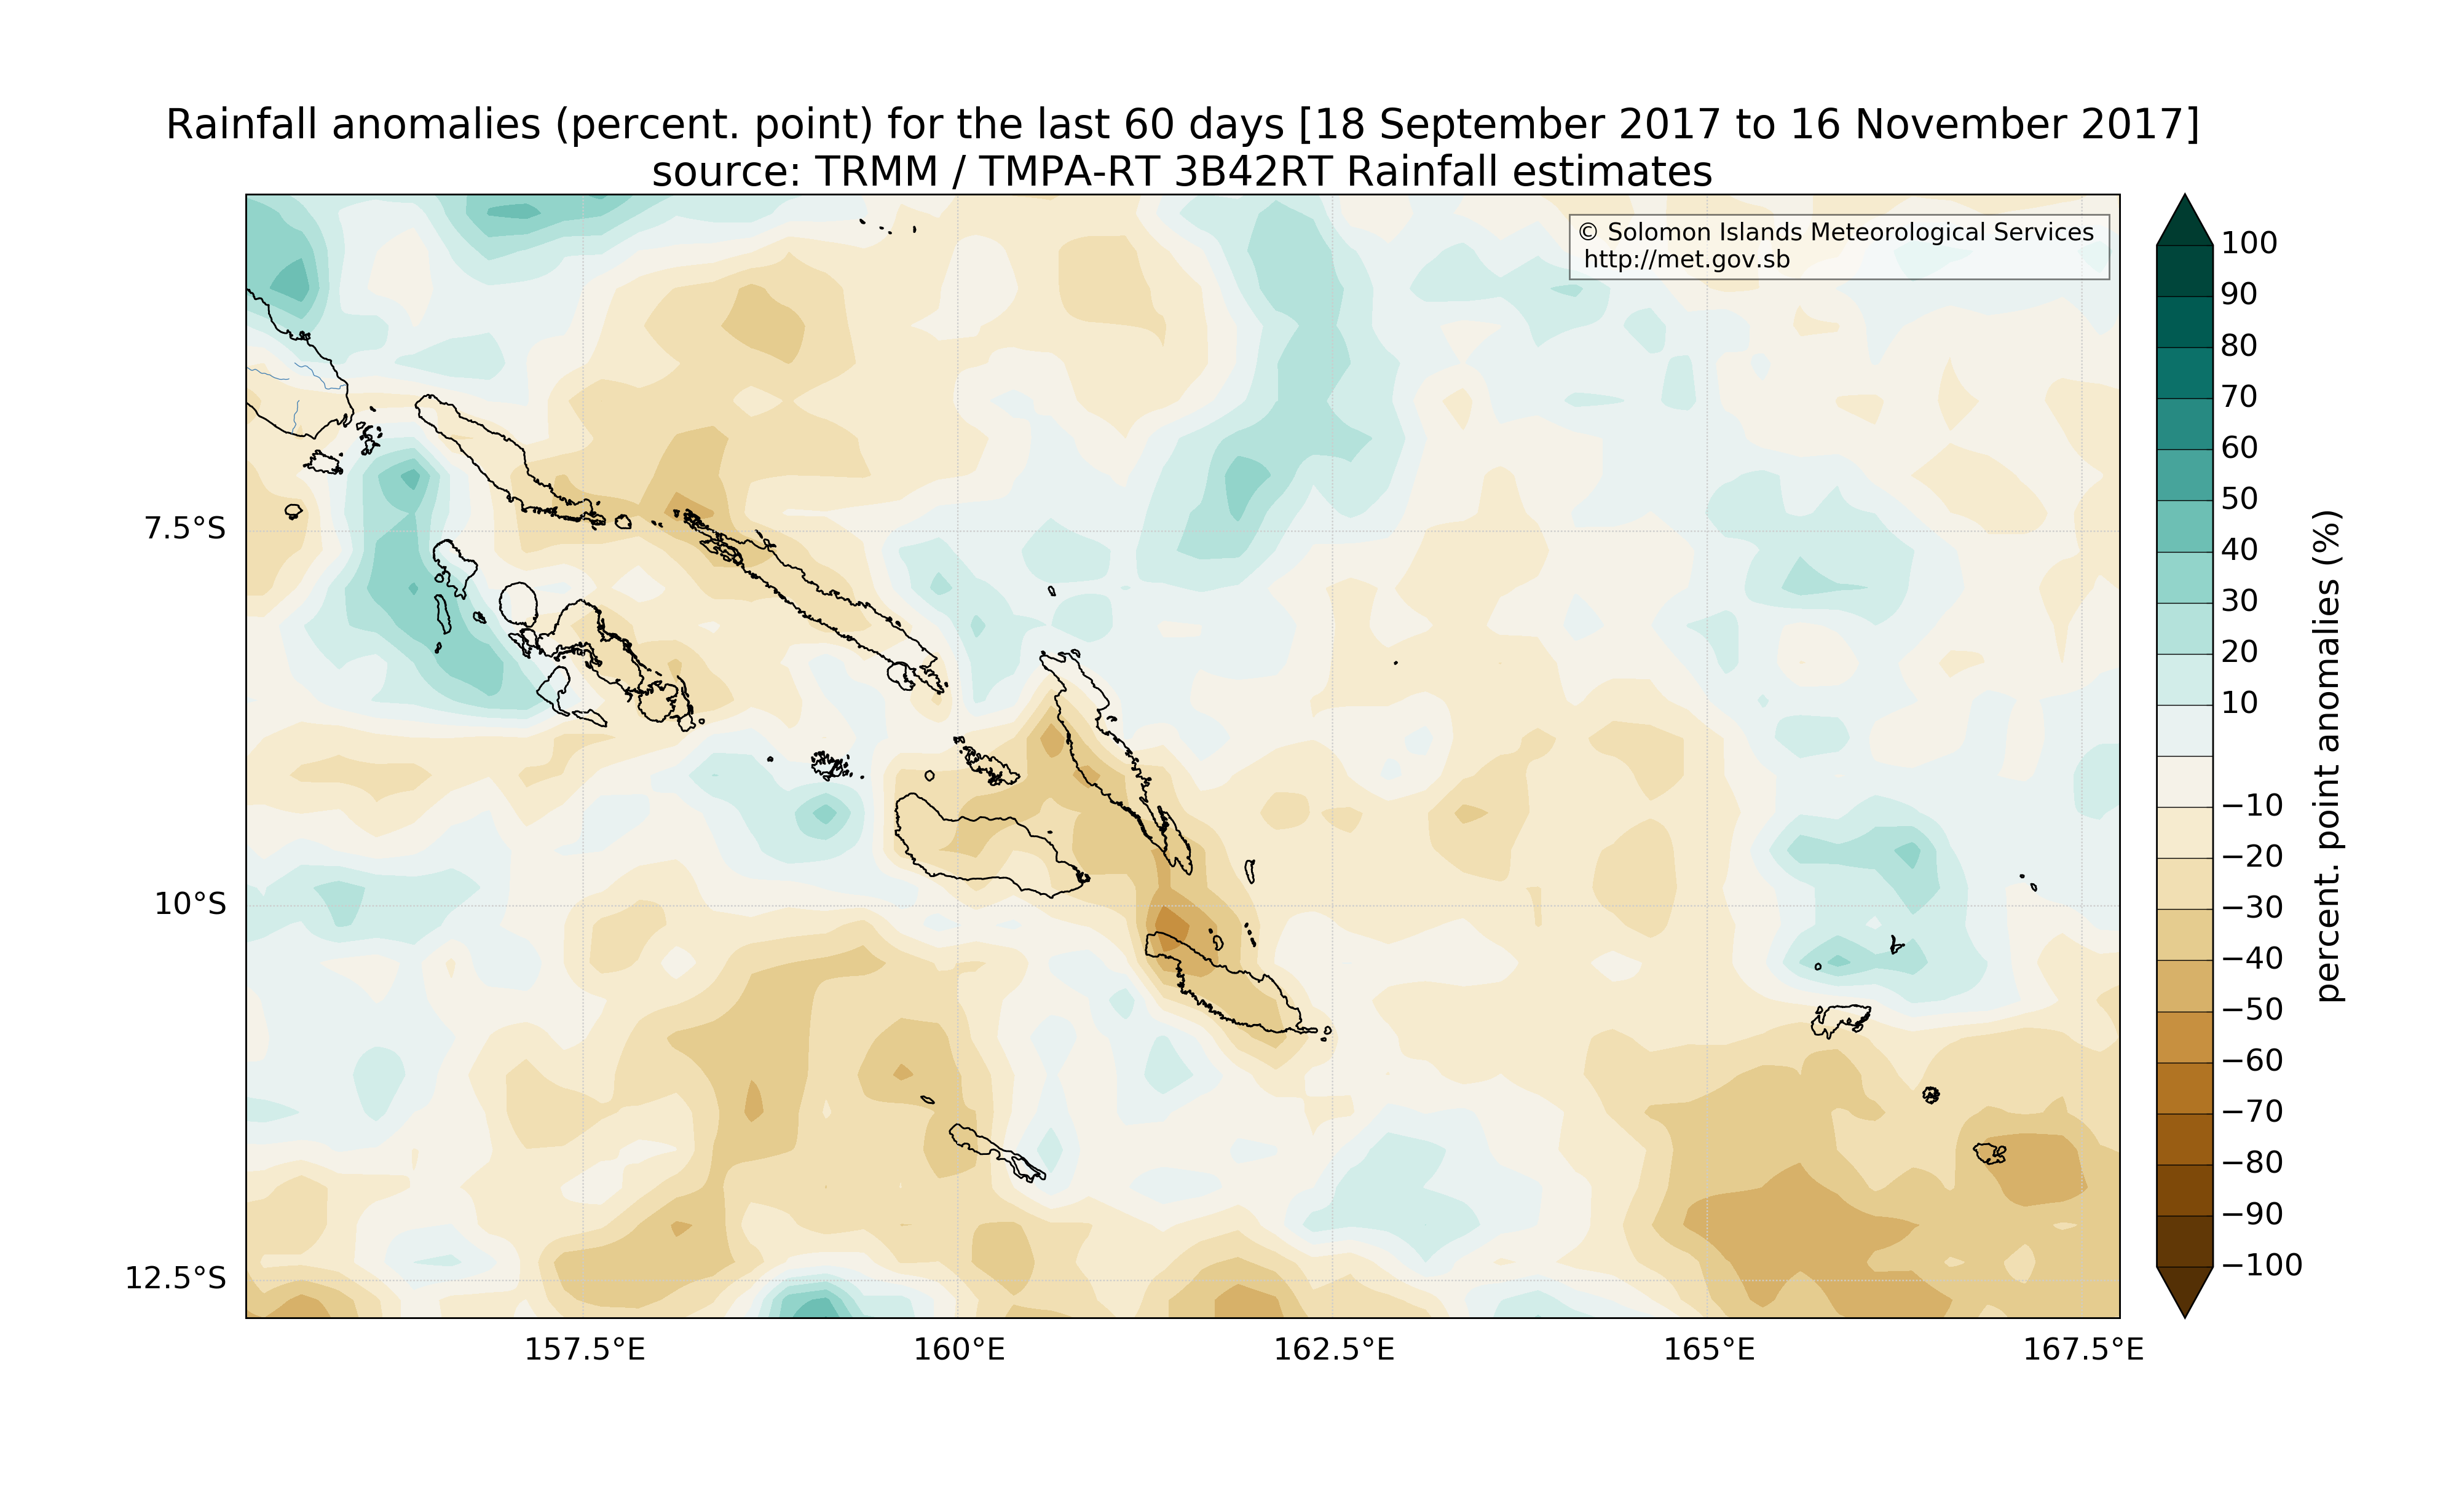 Rainfall anomalies (percent. point) for the last 60 days [18 September 2017 to 16 November 2017]
source: TRMM / TMPA-RT 3B42RT Rainfall estimates
© Solomon Islands Meteorological Services
http://met.gov.sb
7.5°S
10°S
12.5°S
157.5°E
160°E
162.5°E
165°E
167.5°E
100
90
80
70
60
50
40
30
20
10
−10
−20
−30
−40
−50
−60
−70
−80
−90
−100
percent. point anomalies (%)